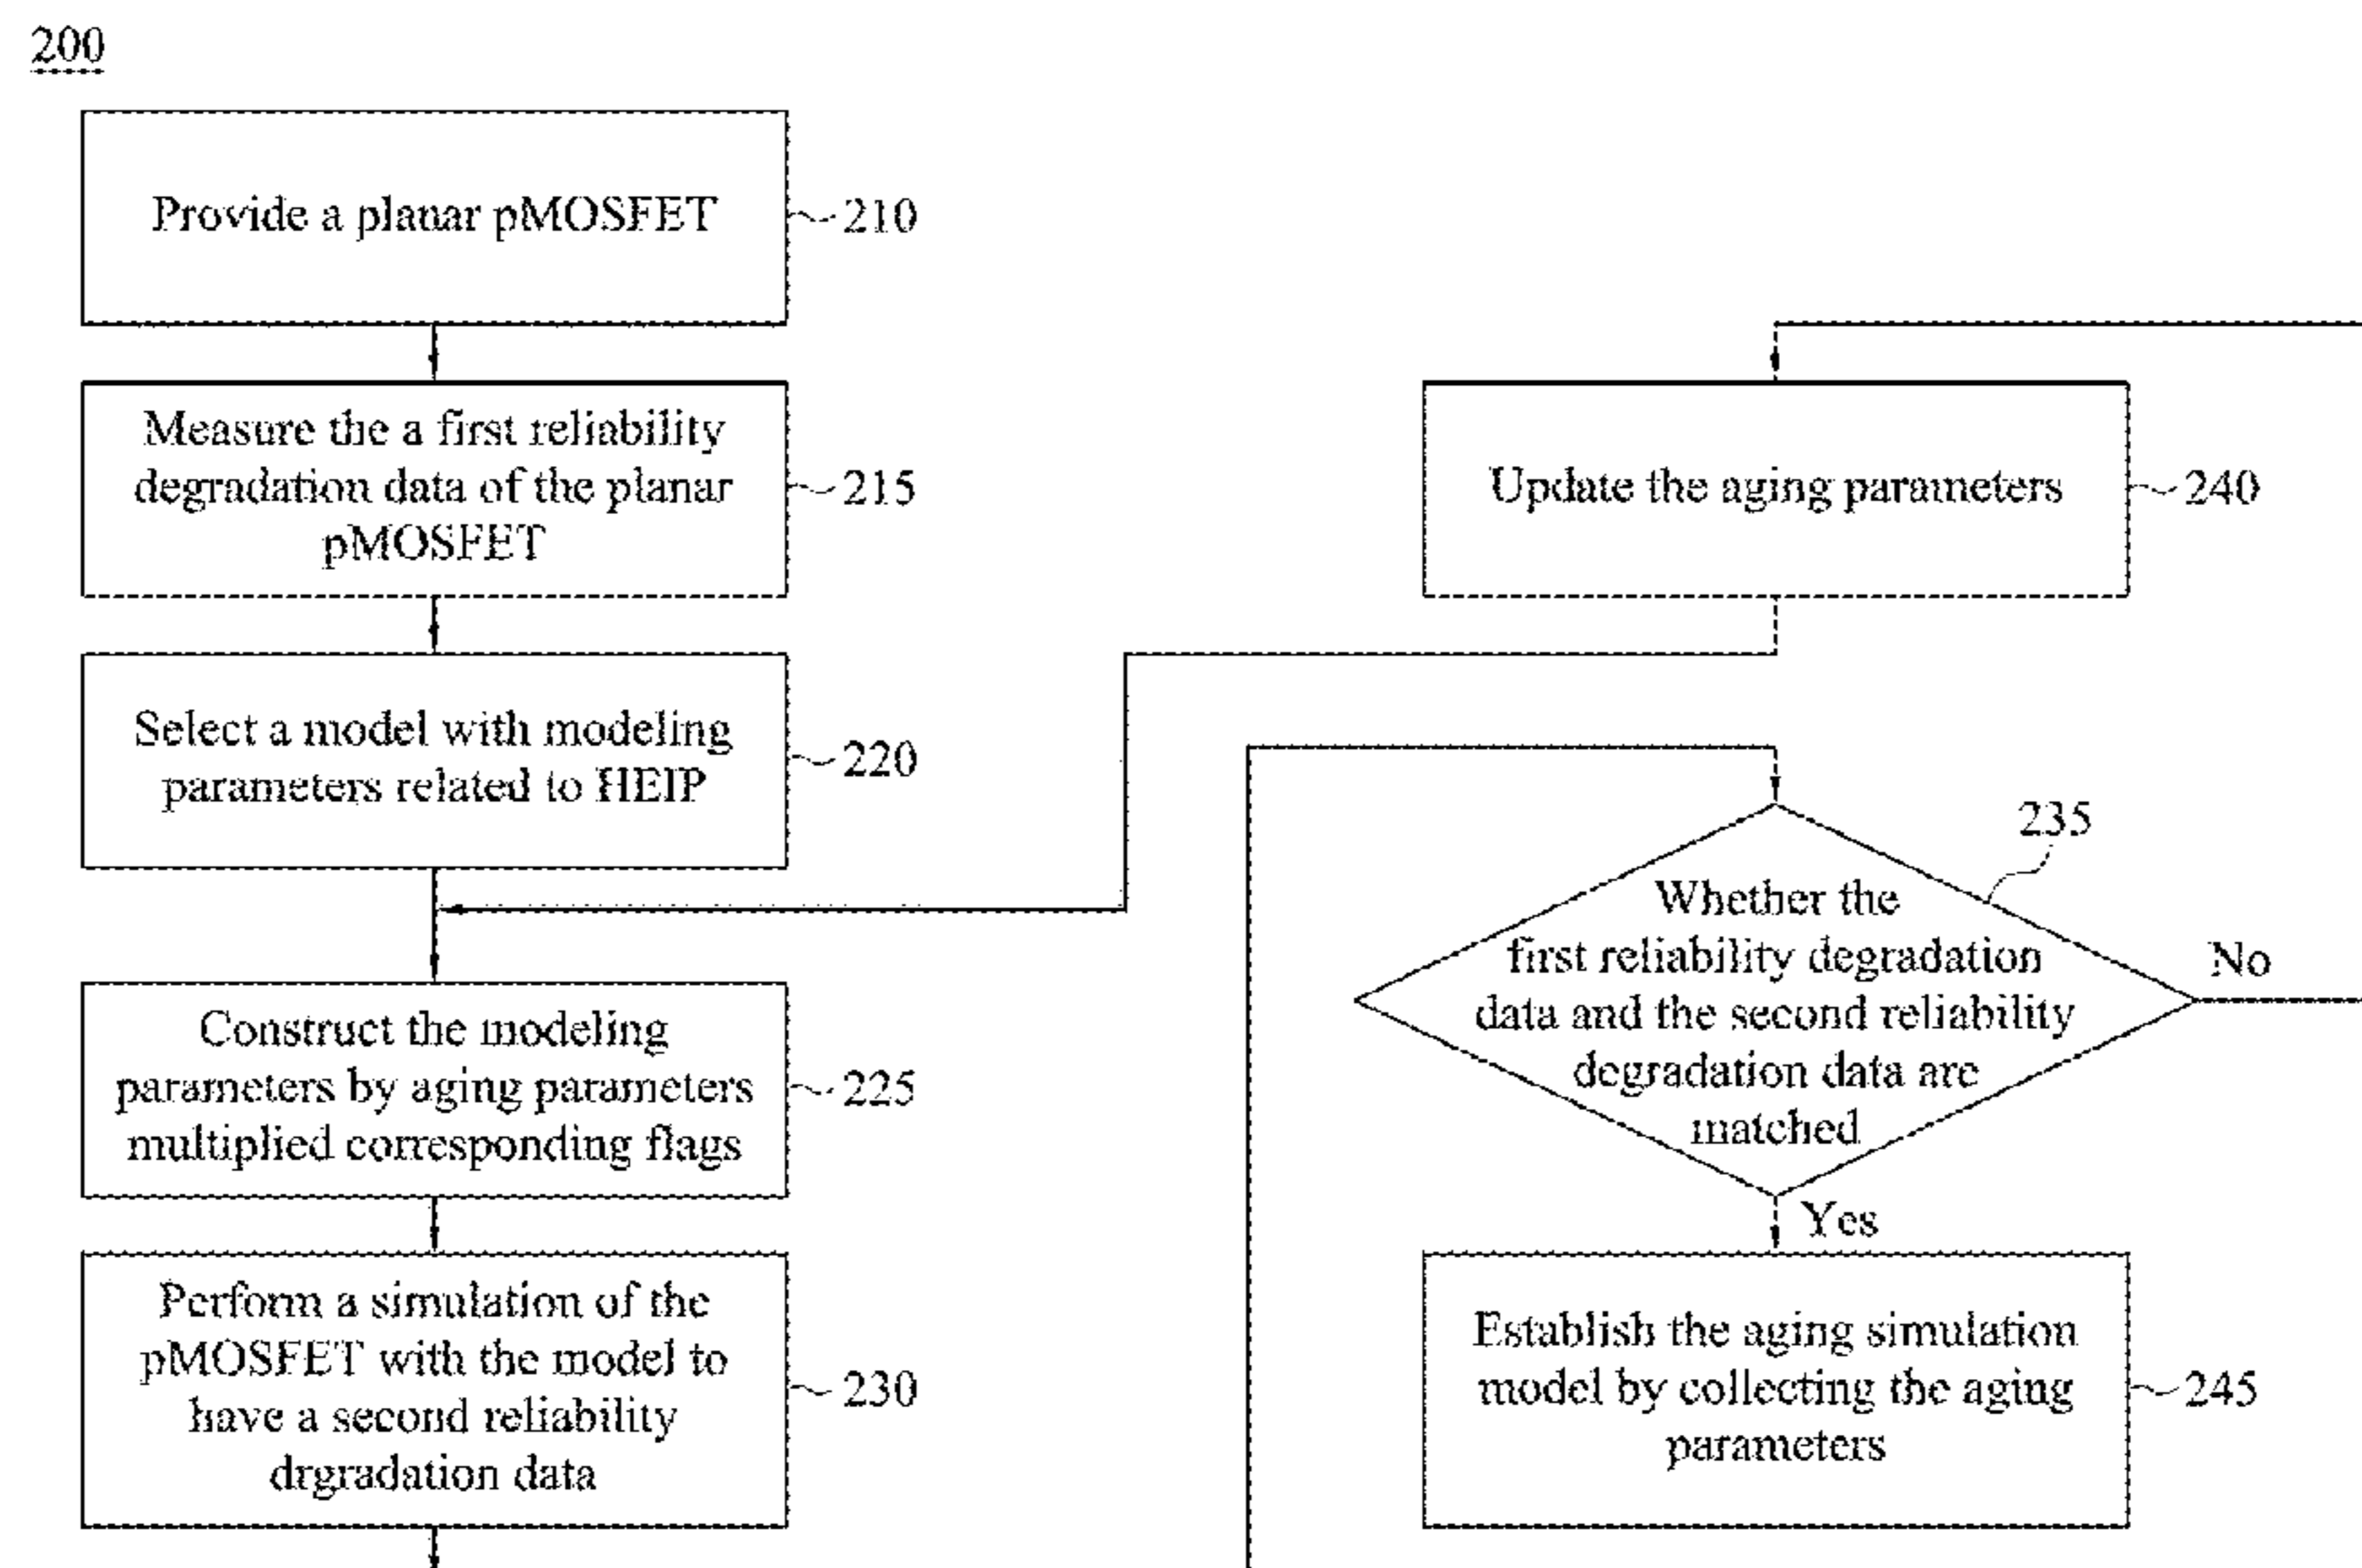 200
Provide a planar pMOSFET
210
Measure the a first reliability
degradation data of the planar
pMOSFET
215
Select a model with modeling
parameters related to HEIP
220
Construct the modeling
parameters by aging parameters
multiplied corresponding flags
225
Perform a simulation of the
pMOSFET with the model to
have a second reliability
drgradation data
230
Update the aging parameters
240
235
Whether the
first reliability degradation
data and the second reliability
degradation data are
matched
No
Yes
Establish the aging simulation
model by collecting the aging
parameters
245